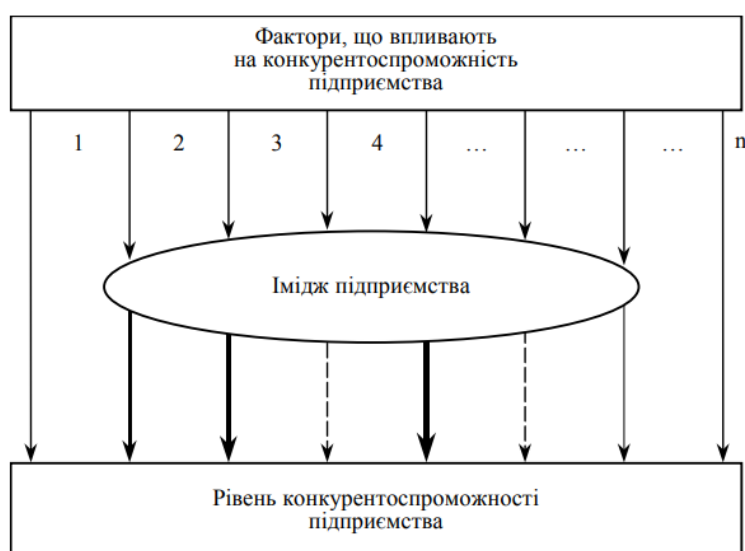 Фактори, що впливають
на конкурентоспроможність
підприємства
1 2 3 4 … … … n
Імідж підприємства
Рівень конкурентоспроможності
підприємства